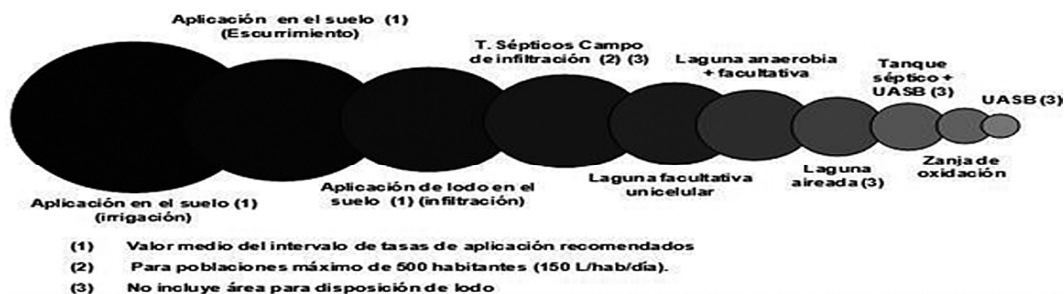 Aplicación en el suelo (1)
(Escurrimiento)
T. Sépticos Campo
de infiltración (2) (3)
Laguna anaerobia
+ facultativa
Tanque
séptico +
UASB (3)
UASB (3)
Aplicación en el suelo (1)
(irrigación)
Aplicación de lodo en el
suelo (1) (infiltración)
Laguna facultativa
unicelular
Laguna
aireada (3)
Zanja de
oxidación
(1) Valor medio del intervalo de tasas de aplicación recomendados
(2) Para poblaciones máximo de 500 habitantes (150 L/hab/día).
(3) No incluye área para disposición de lodo